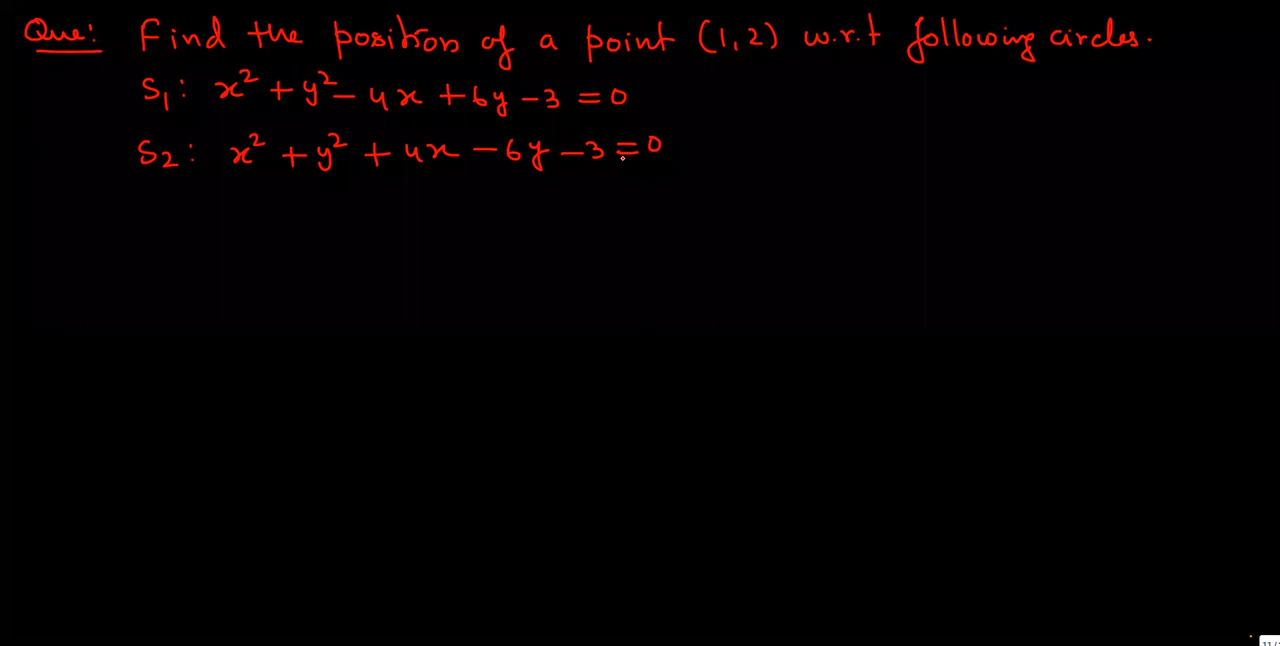 Que: Find the position of a point (1,2) w.r.t following circles.
S₁: x² + y² - 4x + 6y - 3 = 0
S₂: x² + y² + 4x - 6y - 3 = 0